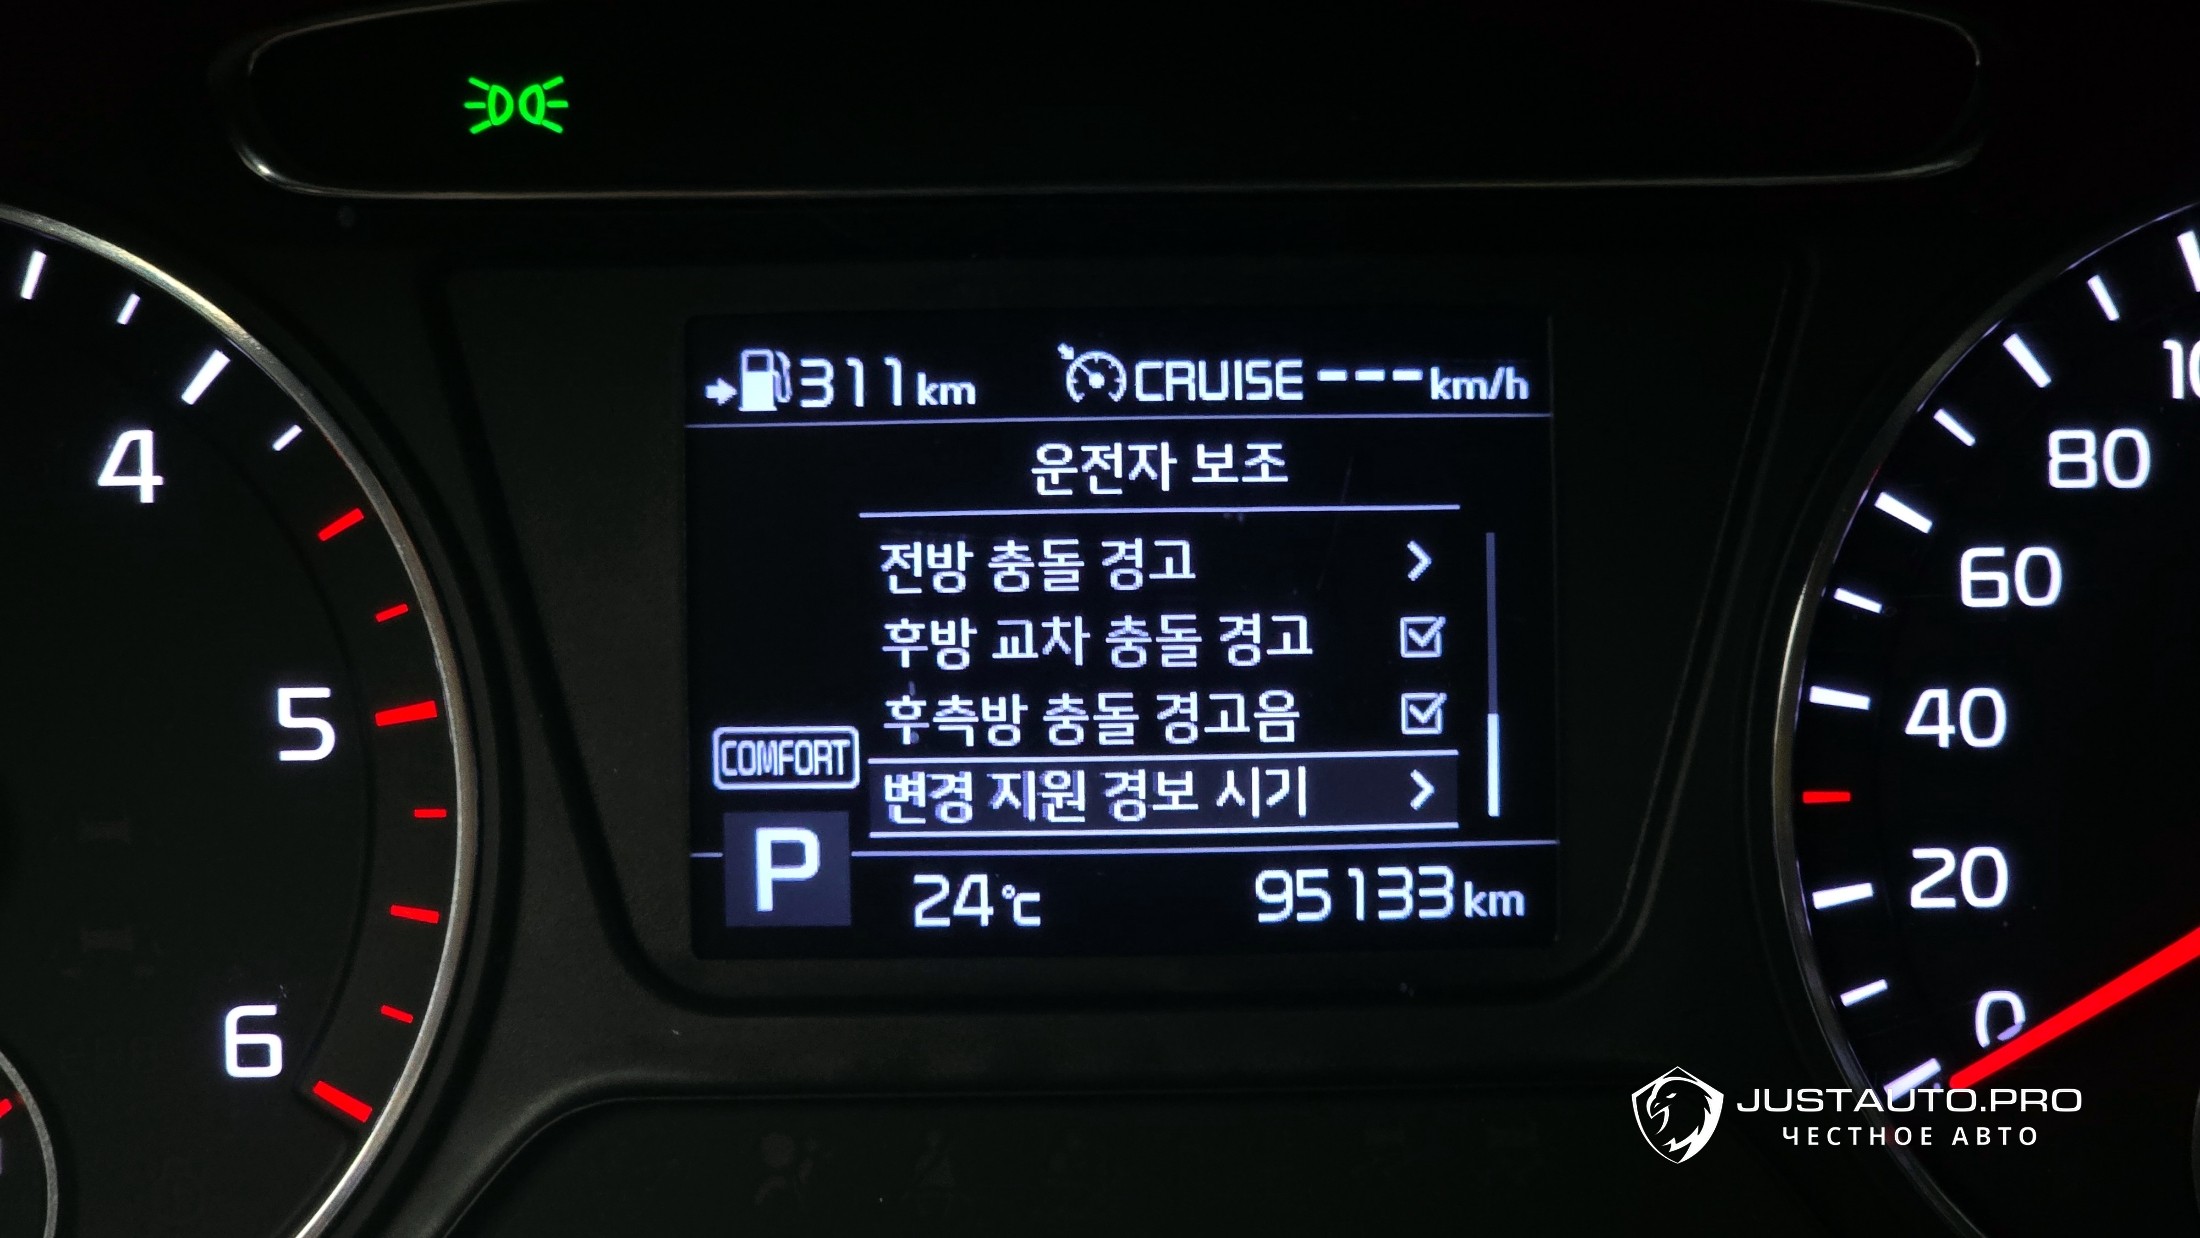 311km CRUISE---km/h
운전자 보조
전방 충돌 경고
후방 교차 충돌 경고
후측방 충돌 경고음
변경 지원 경보 시기
COMFORT
P
24℃ 95133km
4
5
6
80
60
40
20
0
JUSTAUTO.PRO
ЧЕСТНОЕ АВТО